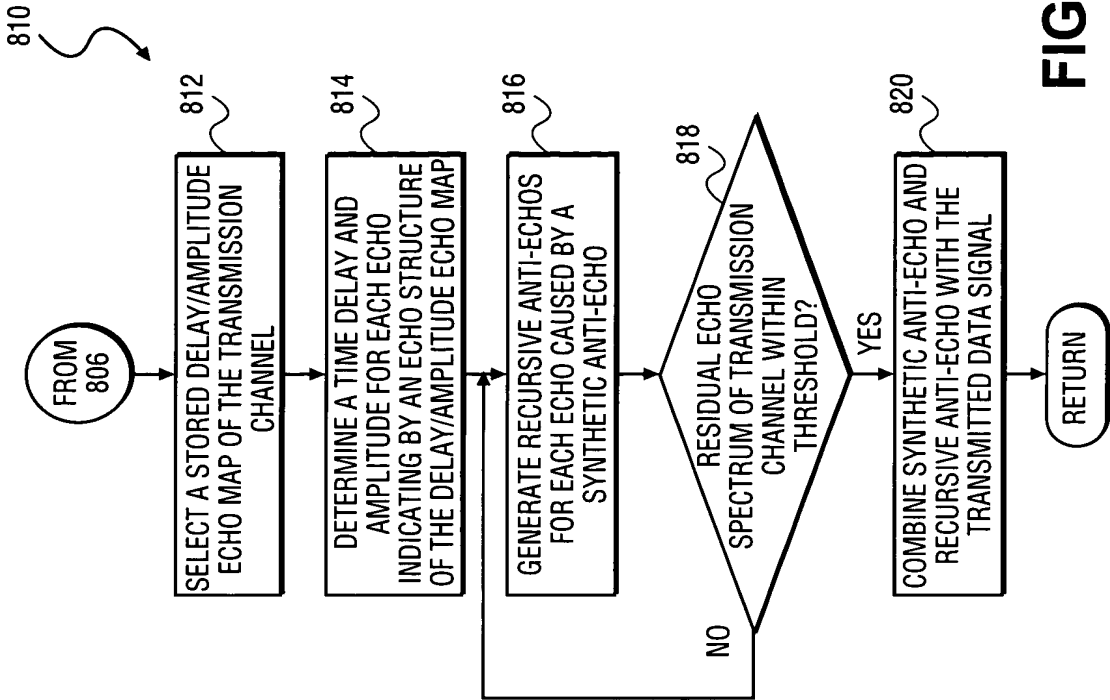 810
FROM
806
812
SELECT A STORED DELAY/AMPLITUDE
ECHO MAP OF THE TRANSMISSION
CHANNEL
814
DETERMINE A TIME DELAY AND
AMPLITUDE FOR EACH ECHO
INDICATING BY AN ECHO STRUCTURE
OF THE DELAY/AMPLITUDE ECHO MAP
816
GENERATE RECURSIVE ANTI-ECHOS
FOR EACH ECHO CAUSED BY A
SYNTHETIC ANTI-ECHO
818
RESIDUAL ECHO
SPECTRUM OF TRANSMISSION
CHANNEL WITHIN
THRESHOLD?
NO
YES
820
COMBINE SYNTHETIC ANTI-ECHO AND
RECURSIVE ANTI-ECHO WITH THE
TRANSMITTED DATA SIGNAL
RETURN
FIG